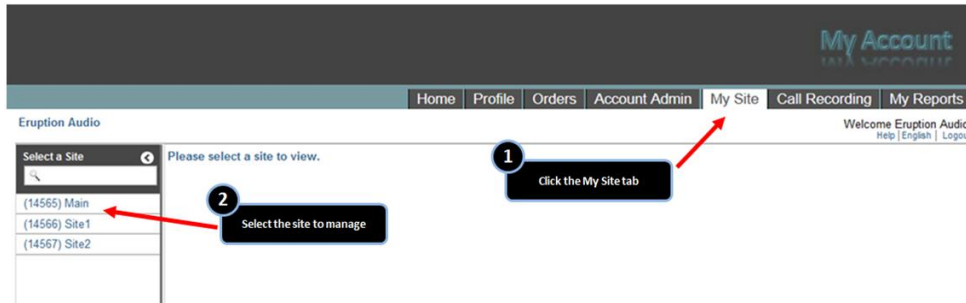 My Account
Home Profile Orders Account Admin My Site Call Recording My Reports
Eruption Audio
Welcome Eruption Audio
Help | English | Logout
Select a Site
Please select a site to view.
1
Click the My Site tab
(14565) Main
(14566) Site1
(14567) Site2
2
Select the site to manage